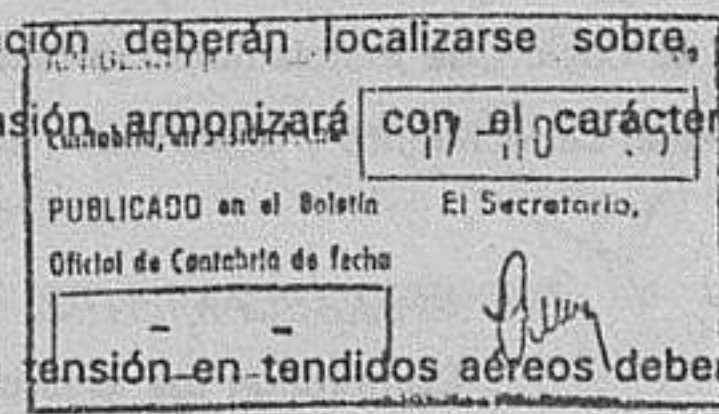 ción deberán localizarse sobre,
sión armonizará con el carácter
PUBLICADO en el Boletín El Secretario,
Oficial de Cantabria de fecha
- -
tensión en tendidos aéreos deber